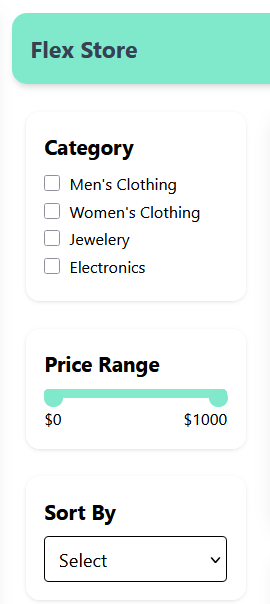 Flex Store
Category
Men's Clothing
Women's Clothing
Jewelery
Electronics
Price Range
$0 $1000
Sort By
Select